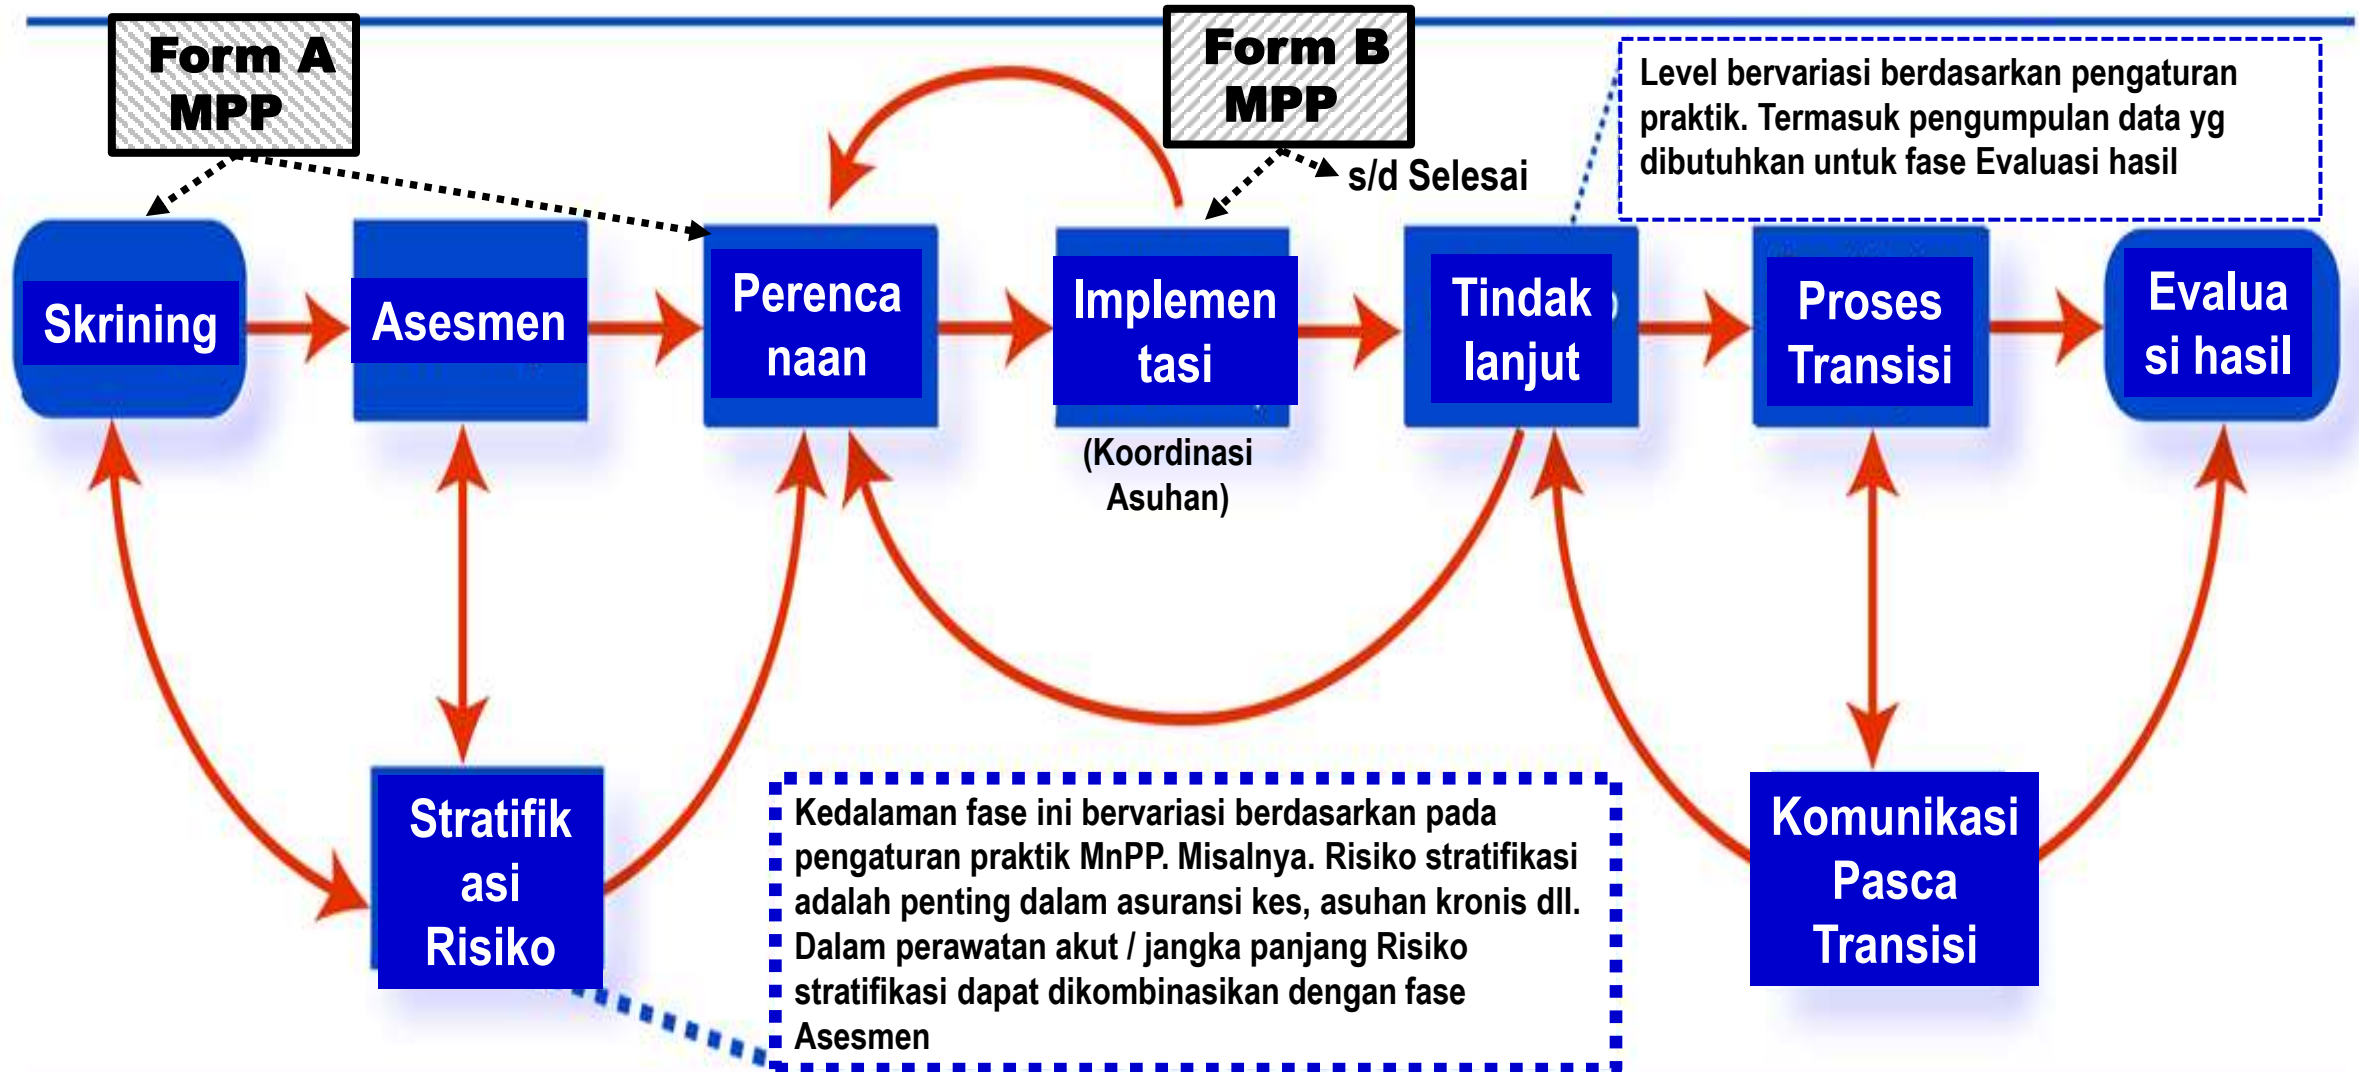 Form A
MPP
Form B
MPP
s/d Selesai
Level bervariasi berdasarkan pengaturan
praktik. Termasuk pengumpulan data yg
dibutuhkan untuk fase Evaluasi hasil
Skrining
Asesmen
Perenca
naan
Implemen
tasi
(Koordinasi
Asuhan)
Tindak
lanjut
Proses
Transisi
Evalua
si hasil
Stratifik
asi
Risiko
Kedalaman fase ini bervariasi berdasarkan pada
pengaturan praktik MnPP. Misalnya. Risiko stratifikasi
adalah penting dalam asuransi kes, asuhan kronis dll.
Dalam perawatan akut / jangka panjang Risiko
stratifikasi dapat dikombinasikan dengan fase
Asesmen
Komunikasi
Pasca
Transisi